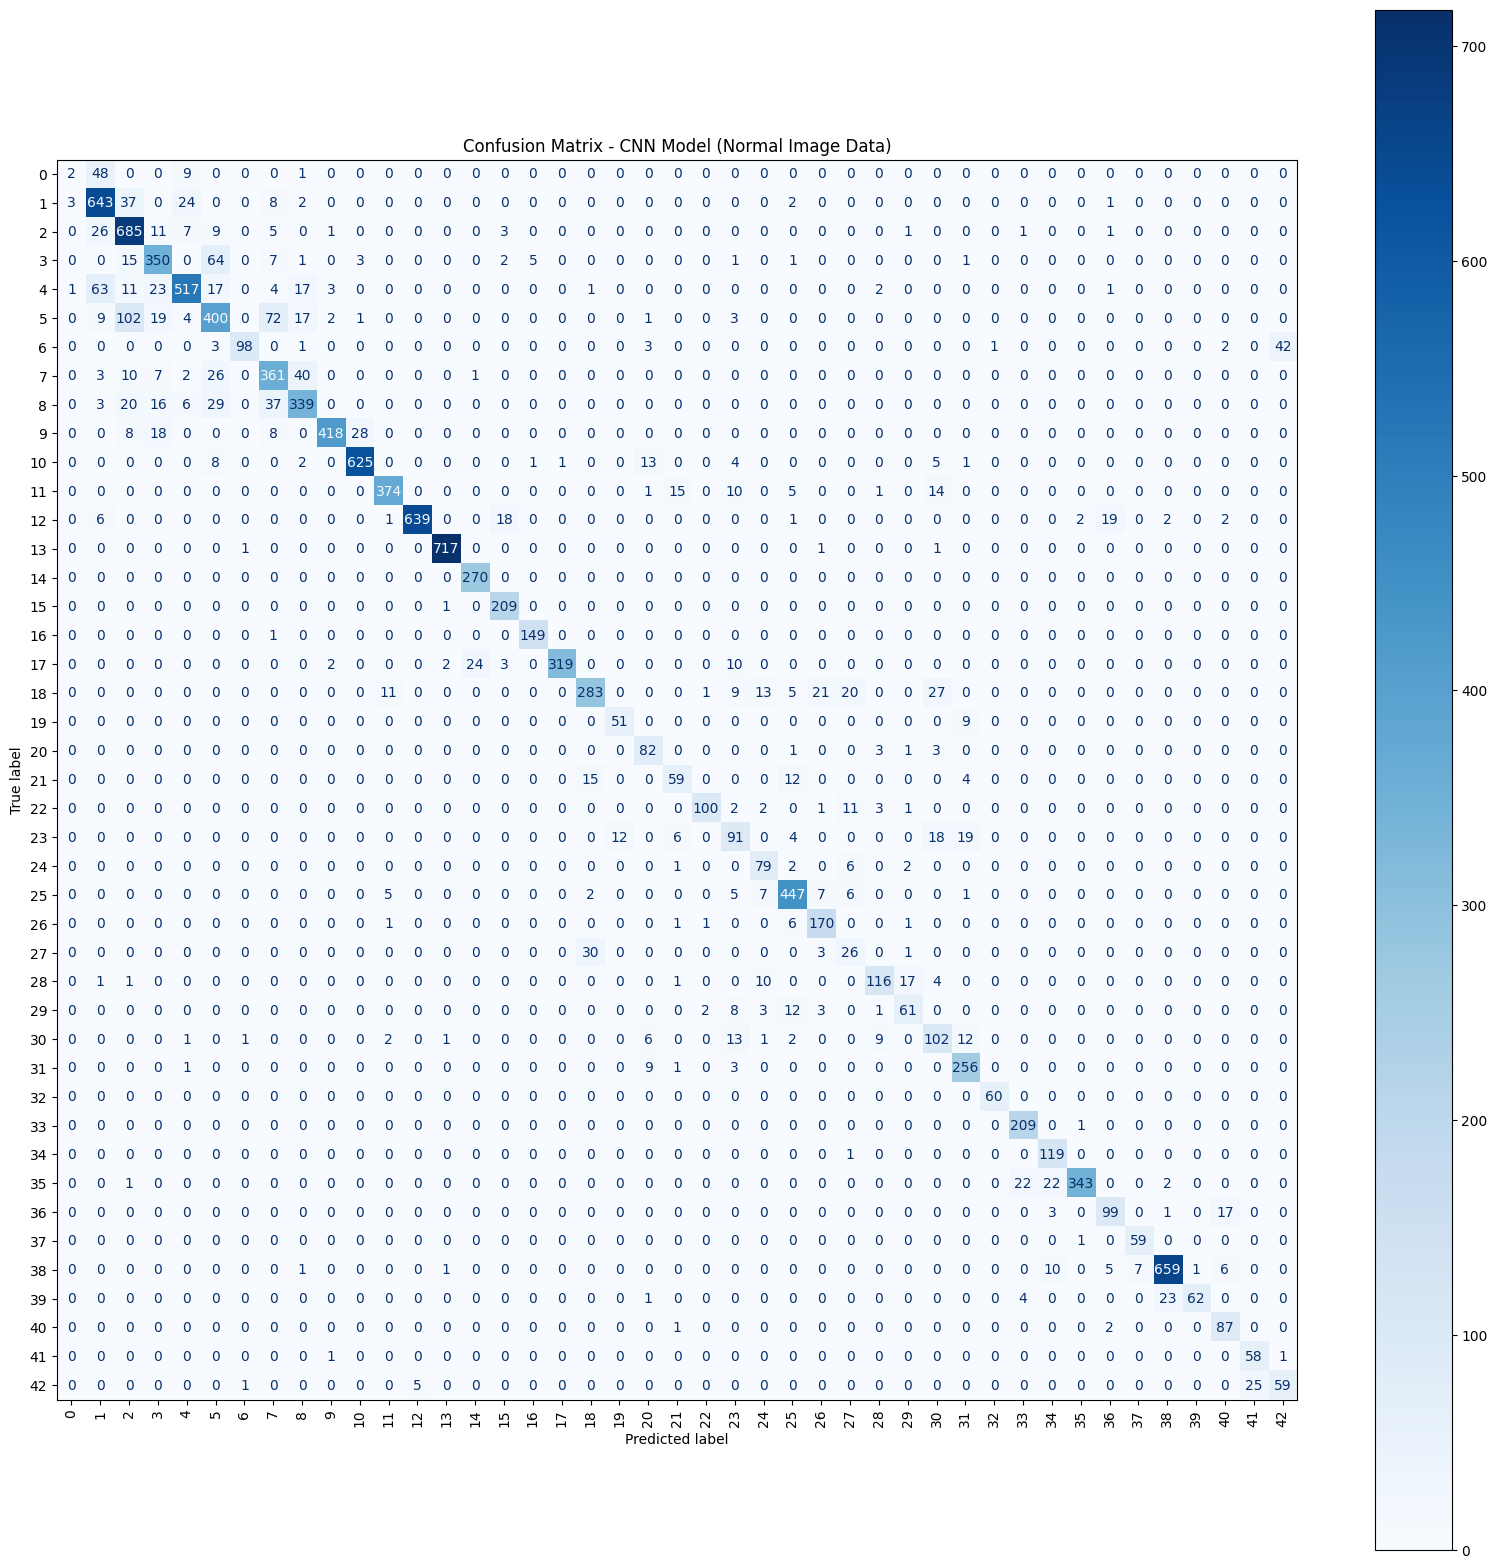 Confusion Matrix - CNN Model (Normal Image Data)
700
0 2 48 0 0 9 0 0 0 1 0 0 0 0 0 0 0 0 0 0 0 0 0 0 0 0 0 0 0 0 0 0 0 0 0 0 0 0 0 0 0 0 0 0
1 3 643 37 0 24 0 0 8 2 0 0 0 0 0 0 0 0 0 0 0 0 0 0 0 0 2 0 0 0 0 0 0 0 0 0 0 1 0 0 0 0 0 0
2 0 26 685 11 7 9 0 5 0 1 0 0 0 0 0 3 0 0 0 0 0 0 0 0 0 0 0 0 0 1 0 0 0 1 0 0 1 0 0 0 0 0 0
3 0 0 15 350 0 64 0 7 1 0 3 0 0 0 0 2 5 0 0 0 0 0 0 1 0 1 0 0 0 0 0 1 0 0 0 0 0 0 0 0 0 0 0
600
4 1 63 11 23 517 17 0 4 17 3 0 0 0 0 0 0 0 0 1 0 0 0 0 0 0 0 0 0 2 0 0 0 0 0 0 0 1 0 0 0 0 0 0
5 0 9 102 19 4 400 0 72 17 2 1 0 0 0 0 0 0 0 0 0 1 0 0 3 0 0 0 0 0 0 0 0 0 0 0 0 0 0 0 0 0 0 0
6 0 0 0 0 0 3 98 0 1 0 0 0 0 0 0 0 0 0 0 0 3 0 0 0 0 0 0 0 0 0 0 0 1 0 0 0 0 0 0 0 2 0 42
7 0 3 10 7 2 26 0 361 40 0 0 0 0 0 1 0 0 0 0 0 0 0 0 0 0 0 0 0 0 0 0 0 0 0 0 0 0 0 0 0 0 0 0
8 0 3 20 16 6 29 0 37 339 0 0 0 0 0 0 0 0 0 0 0 0 0 0 0 0 0 0 0 0 0 0 0 0 0 0 0 0 0 0 0 0 0 0
9 0 0 8 18 0 0 0 8 0 418 28 0 0 0 0 0 0 0 0 0 0 0 0 0 0 0 0 0 0 0 0 0 0 0 0 0 0 0 0 0 0 0 0
500
10 0 0 0 0 0 8 0 0 2 0 625 0 0 0 0 0 1 1 0 0 13 0 0 4 0 0 0 0 0 0 5 1 0 0 0 0 0 0 0 0 0 0 0
11 0 0 0 0 0 0 0 0 0 0 0 374 0 0 0 0 0 0 0 0 1 15 0 10 0 5 0 0 1 0 14 0 0 0 0 0 0 0 0 0 0 0 0
12 0 6 0 0 0 0 0 0 0 0 0 1 639 0 0 18 0 0 0 0 0 0 0 0 0 1 0 0 0 0 0 0 0 0 0 2 19 0 2 0 2 0 0
13 0 0 0 0 0 0 1 0 0 0 0 0 0 717 0 0 0 0 0 0 0 0 0 0 0 0 1 0 0 0 1 0 0 0 0 0 0 0 0 0 0 0 0
14 0 0 0 0 0 0 0 0 0 0 0 0 0 0 270 0 0 0 0 0 0 0 0 0 0 0 0 0 0 0 0 0 0 0 0 0 0 0 0 0 0 0 0
15 0 0 0 0 0 0 0 0 0 0 0 0 0 1 0 209 0 0 0 0 0 0 0 0 0 0 0 0 0 0 0 0 0 0 0 0 0 0 0 0 0 0 0
16 0 0 0 0 0 0 0 1 0 0 0 0 0 0 0 0 149 0 0 0 0 0 0 0 0 0 0 0 0 0 0 0 0 0 0 0 0 0 0 0 0 0 0
17 0 0 0 0 0 0 0 0 0 2 0 0 0 2 24 3 0 319 0 0 0 0 0 10 0 0 0 0 0 0 0 0 0 0 0 0 0 0 0 0 0 0 0
400
18 0 0 0 0 0 0 0 0 0 0 0 11 0 0 0 0 0 0 283 0 0 0 1 9 13 5 21 20 0 0 27 0 0 0 0 0 0 0 0 0 0 0 0
19 0 0 0 0 0 0 0 0 0 0 0 0 0 0 0 0 0 0 0 51 0 0 0 0 0 0 0 0 0 0 0 9 0 0 0 0 0 0 0 0 0 0 0
20 0 0 0 0 0 0 0 0 0 0 0 0 0 0 0 0 0 0 0 0 82 0 0 0 0 1 0 0 3 1 3 0 0 0 0 0 0 0 0 0 0 0 0
True label
21 0 0 0 0 0 0 0 0 0 0 0 0 0 0 0 0 0 0 15 0 0 59 0 0 0 12 0 0 0 0 0 4 0 0 0 0 0 0 0 0 0 0 0
22 0 0 0 0 0 0 0 0 0 0 0 0 0 0 0 0 0 0 0 0 0 0 100 2 2 0 1 11 3 1 0 0 0 0 0 0 0 0 0 0 0 0 0
23 0 0 0 0 0 0 0 0 0 0 0 0 0 0 0 0 0 0 0 12 0 6 0 91 0 4 0 0 0 0 18 19 0 0 0 0 0 0 0 0 0 0 0
24 0 0 0 0 0 0 0 0 0 0 0 0 0 0 0 0 0 0 0 0 0 1 0 0 79 2 0 6 0 2 0 0 0 0 0 0 0 0 0 0 0 0 0
25 0 0 0 0 0 0 0 0 0 0 0 5 0 0 0 0 0 0 2 0 0 0 0 5 7 447 7 6 0 0 0 1 0 0 0 0 0 0 0 0 0 0 0
300
26 0 0 0 0 0 0 0 0 0 0 0 1 0 0 0 0 0 0 0 0 0 1 1 0 0 6 170 0 0 1 0 0 0 0 0 0 0 0 0 0 0 0 0
27 0 0 0 0 0 0 0 0 0 0 0 0 0 0 0 0 0 0 30 0 0 0 0 0 0 0 3 26 0 1 0 0 0 0 0 0 0 0 0 0 0 0 0
28 0 1 1 0 0 0 0 0 0 0 0 0 0 0 0 0 0 0 0 0 0 1 0 0 10 0 0 0 116 17 4 0 0 0 0 0 0 0 0 0 0 0 0
29 0 0 0 0 0 0 0 0 0 0 0 0 0 0 0 0 0 0 0 0 0 0 2 8 3 12 3 0 1 61 0 0 0 0 0 0 0 0 0 0 0 0 0
30 0 0 0 0 1 0 1 0 0 0 0 2 0 1 0 0 0 0 0 0 6 0 0 13 1 2 0 0 9 0 102 12 0 0 0 0 0 0 0 0 0 0 0
31 0 0 0 0 1 0 0 0 0 0 0 0 0 0 0 0 0 0 0 0 9 1 0 3 0 0 0 0 0 0 0 256 0 0 0 0 0 0 0 0 0 0 0
32 0 0 0 0 0 0 0 0 0 0 0 0 0 0 0 0 0 0 0 0 0 0 0 0 0 0 0 0 0 0 0 0 60 0 0 0 0 0 0 0 0 0 0
200
33 0 0 0 0 0 0 0 0 0 0 0 0 0 0 0 0 0 0 0 0 0 0 0 0 0 0 0 0 0 0 0 0 0 209 0 1 0 0 0 0 0 0 0
34 0 0 0 0 0 0 0 0 0 0 0 0 0 0 0 0 0 0 0 0 0 0 0 0 0 0 0 1 0 0 0 0 0 0 119 0 0 0 0 0 0 0 0
35 0 0 1 0 0 0 0 0 0 0 0 0 0 0 0 0 0 0 0 0 0 0 0 0 0 0 0 0 0 0 0 0 0 22 22 343 0 0 2 0 0 0 0
36 0 0 0 0 0 0 0 0 0 0 0 0 0 0 0 0 0 0 0 0 0 0 0 0 0 0 0 0 0 0 0 0 0 0 3 0 99 0 1 0 17 0 0
37 0 0 0 0 0 0 0 0 0 0 0 0 0 0 0 0 0 0 0 0 0 0 0 0 0 0 0 0 0 0 0 0 0 0 0 1 0 59 0 0 0 0 0
38 0 0 0 0 0 0 0 0 1 0 0 0 0 1 0 0 0 0 0 0 0 0 0 0 0 0 0 0 0 0 0 0 0 0 10 0 5 7 659 1 6 0 0
39 0 0 0 0 0 0 0 0 0 0 0 0 0 0 0 0 0 0 0 0 1 0 0 0 0 0 0 0 0 0 0 0 0 4 0 0 0 0 23 62 0 0 0
40 0 0 0 0 0 0 0 0 0 0 0 0 0 0 0 0 0 0 0 0 0 1 0 0 0 0 0 0 0 0 0 0 0 0 0 0 2 0 0 0 87 0 0
100
41 0 0 0 0 0 0 0 0 0 1 0 0 0 0 0 0 0 0 0 0 0 0 0 0 0 0 0 0 0 0 0 0 0 0 0 0 0 0 0 0 0 58 1
42 0 0 0 0 0 0 1 0 0 0 0 0 5 0 0 0 0 0 0 0 0 0 0 0 0 0 0 0 0 0 0 0 0 0 0 0 0 0 0 0 0 25 59
0 1 2 3 4 5 6 7 8 9 10 11 12 13 14 15 16 17 18 19 20 21 22 23 24 25 26 27 28 29 30 31 32 33 34 35 36 37 38 39 40 41 42
Predicted label
0